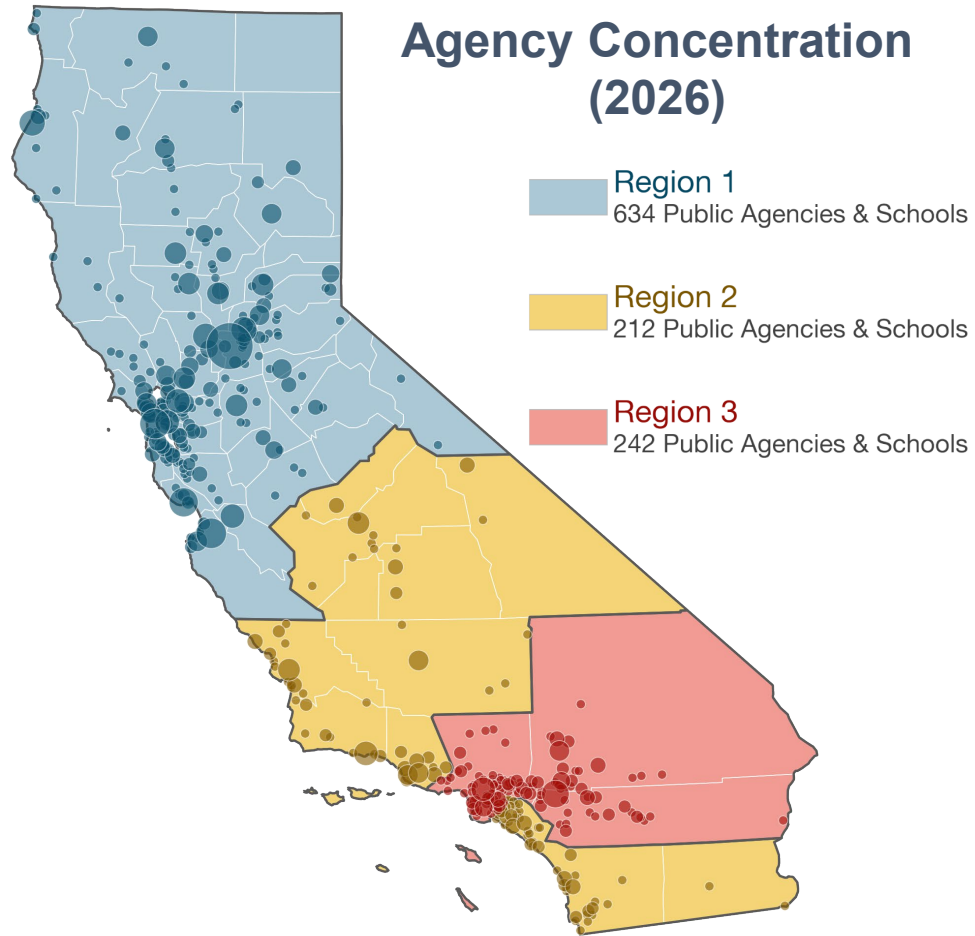 Agency Concentration
(2026)
Region 1
634 Public Agencies & Schools
Region 2
212 Public Agencies & Schools
Region 3
242 Public Agencies & Schools